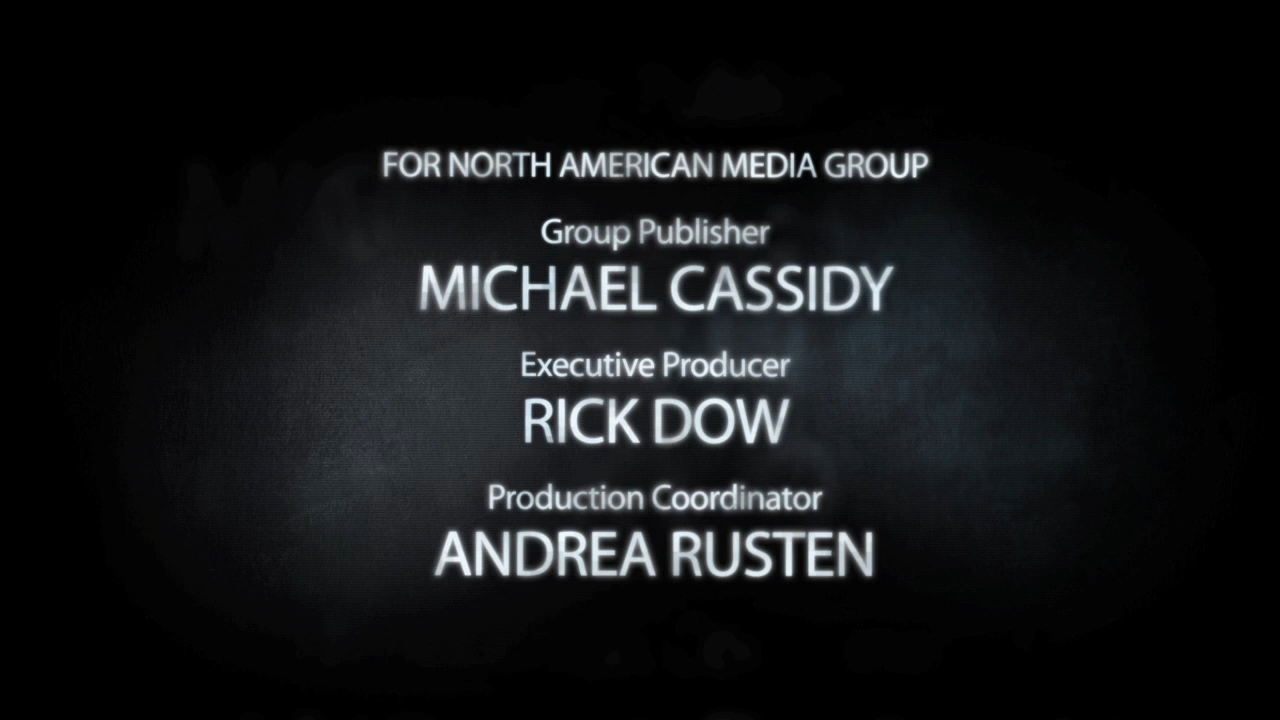 FOR NORTH AMERICAN MEDIA GROUP
Group Publisher
MICHAEL CASSIDY
Executive Producer
RICK DOW
Production Coordinator
ANDREA RUSTEN